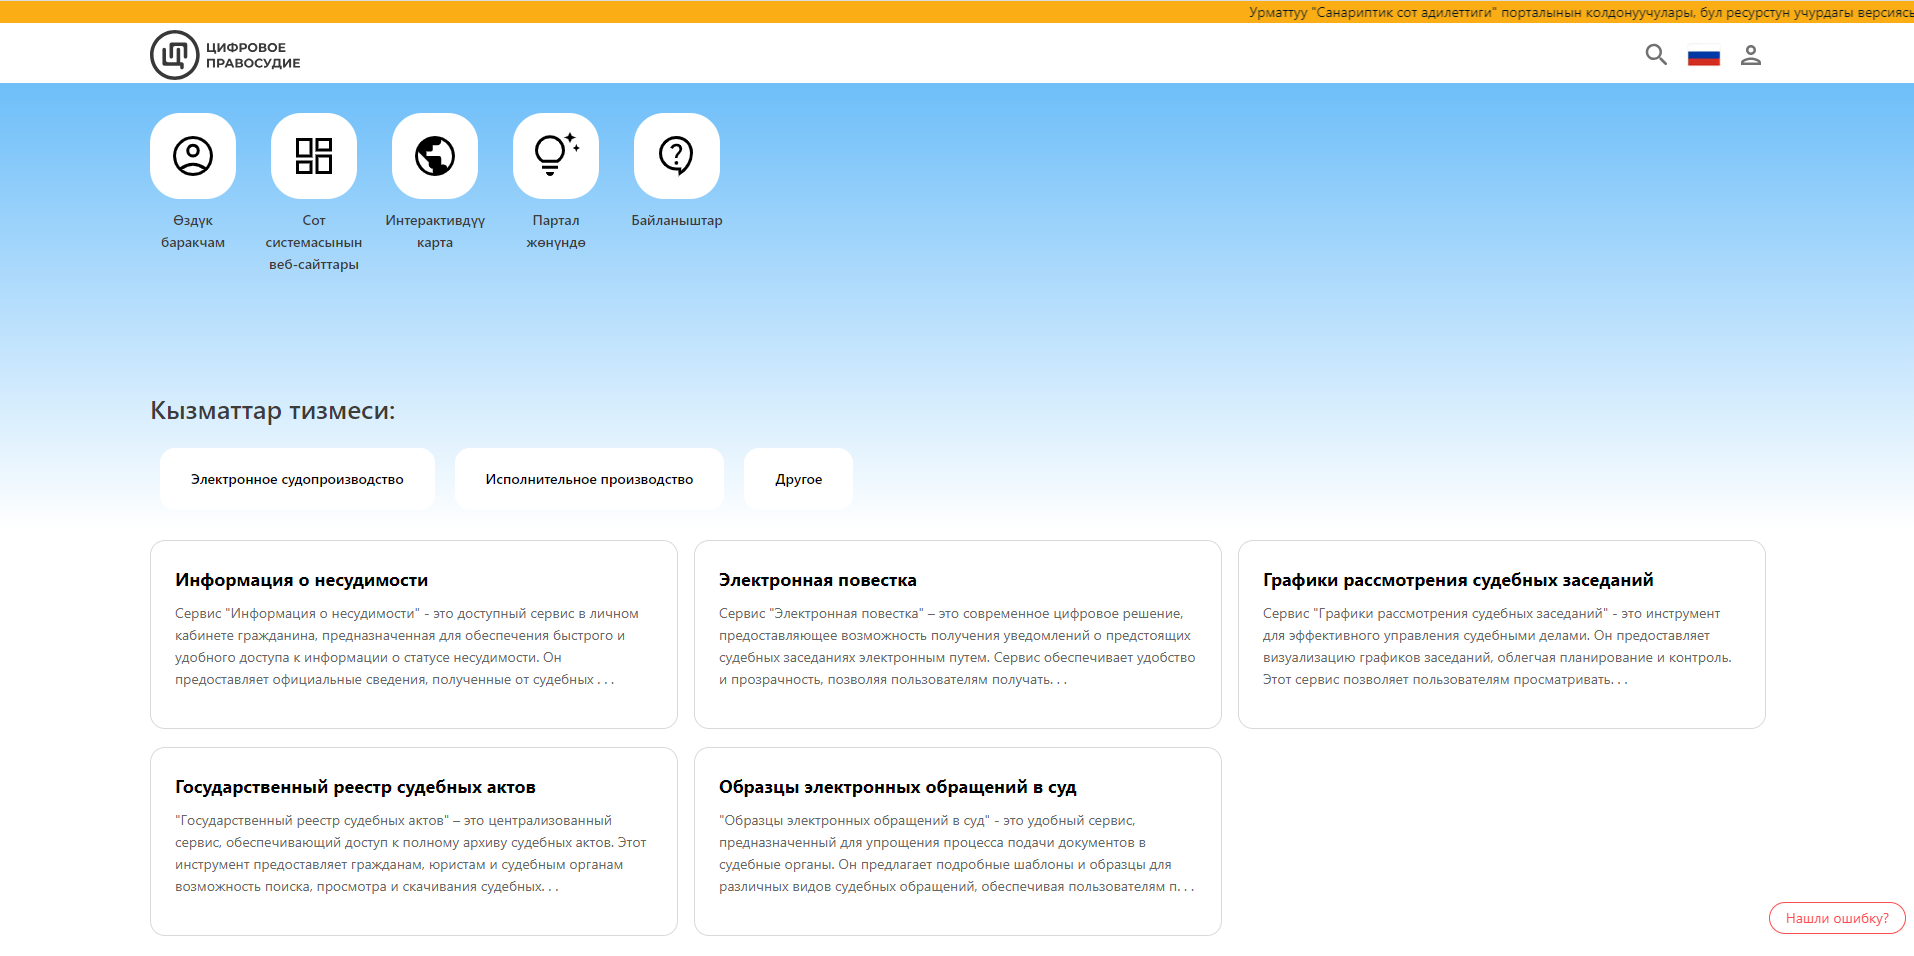 Урматтуу "Санариптик сот адилеттиги" порталынын колдонуучулары, бул ресурстун учурдагы
ЦИФРОВОЕ
ПРАВОСУДИЕ
Өздүк
баракчам
Сот
системасынын
веб-сайттары
Интерактивдүү
карта
Партал
жөнүндө
Байланыштар
Кызматтар тизмеси:
Электронное судопроизводство
Исполнительное производство
Другое
Информация о несудимости
Сервис "Информация о несудимости" - это доступный сервис в личном
кабинете гражданина, предназначенная для обеспечения быстрого и
удобного доступа к информации о статусе несудимости. Он
предоставляет официальные сведения, полученные от судебных . . .
Электронная повестка
Сервис "Электронная повестка" – это современное цифровое решение,
предоставляющее возможность получения уведомлений о предстоящих
судебных заседаниях электронным путем. Сервис обеспечивает удобство
и прозрачность, позволяя пользователям получать. . .
Графики рассмотрения судебных заседаний
Сервис "Графики рассмотрения судебных заседаний" - это инструмент
для эффективного управления судебными делами. Он предоставляет
визуализацию графиков заседаний, облегчая планирование и контроль.
Этот сервис позволяет пользователям просматривать. . .
Государственный реестр судебных актов
"Государственный реестр судебных актов" – это централизованный
сервис, обеспечивающий доступ к полному архиву судебных актов. Этот
инструмент предоставляет гражданам, юристам и судебным органам
возможность поиска, просмотра и скачивания судебных. . .
Образцы электронных обращений в суд
"Образцы электронных обращений в суд" - это удобный сервис,
предназначенный для упрощения процесса подачи документов в
судебные органы. Он предлагает подробные шаблоны и образцы для
различных видов судебных обращений, обеспечивая пользователям п. . .
Нашли ошибку?